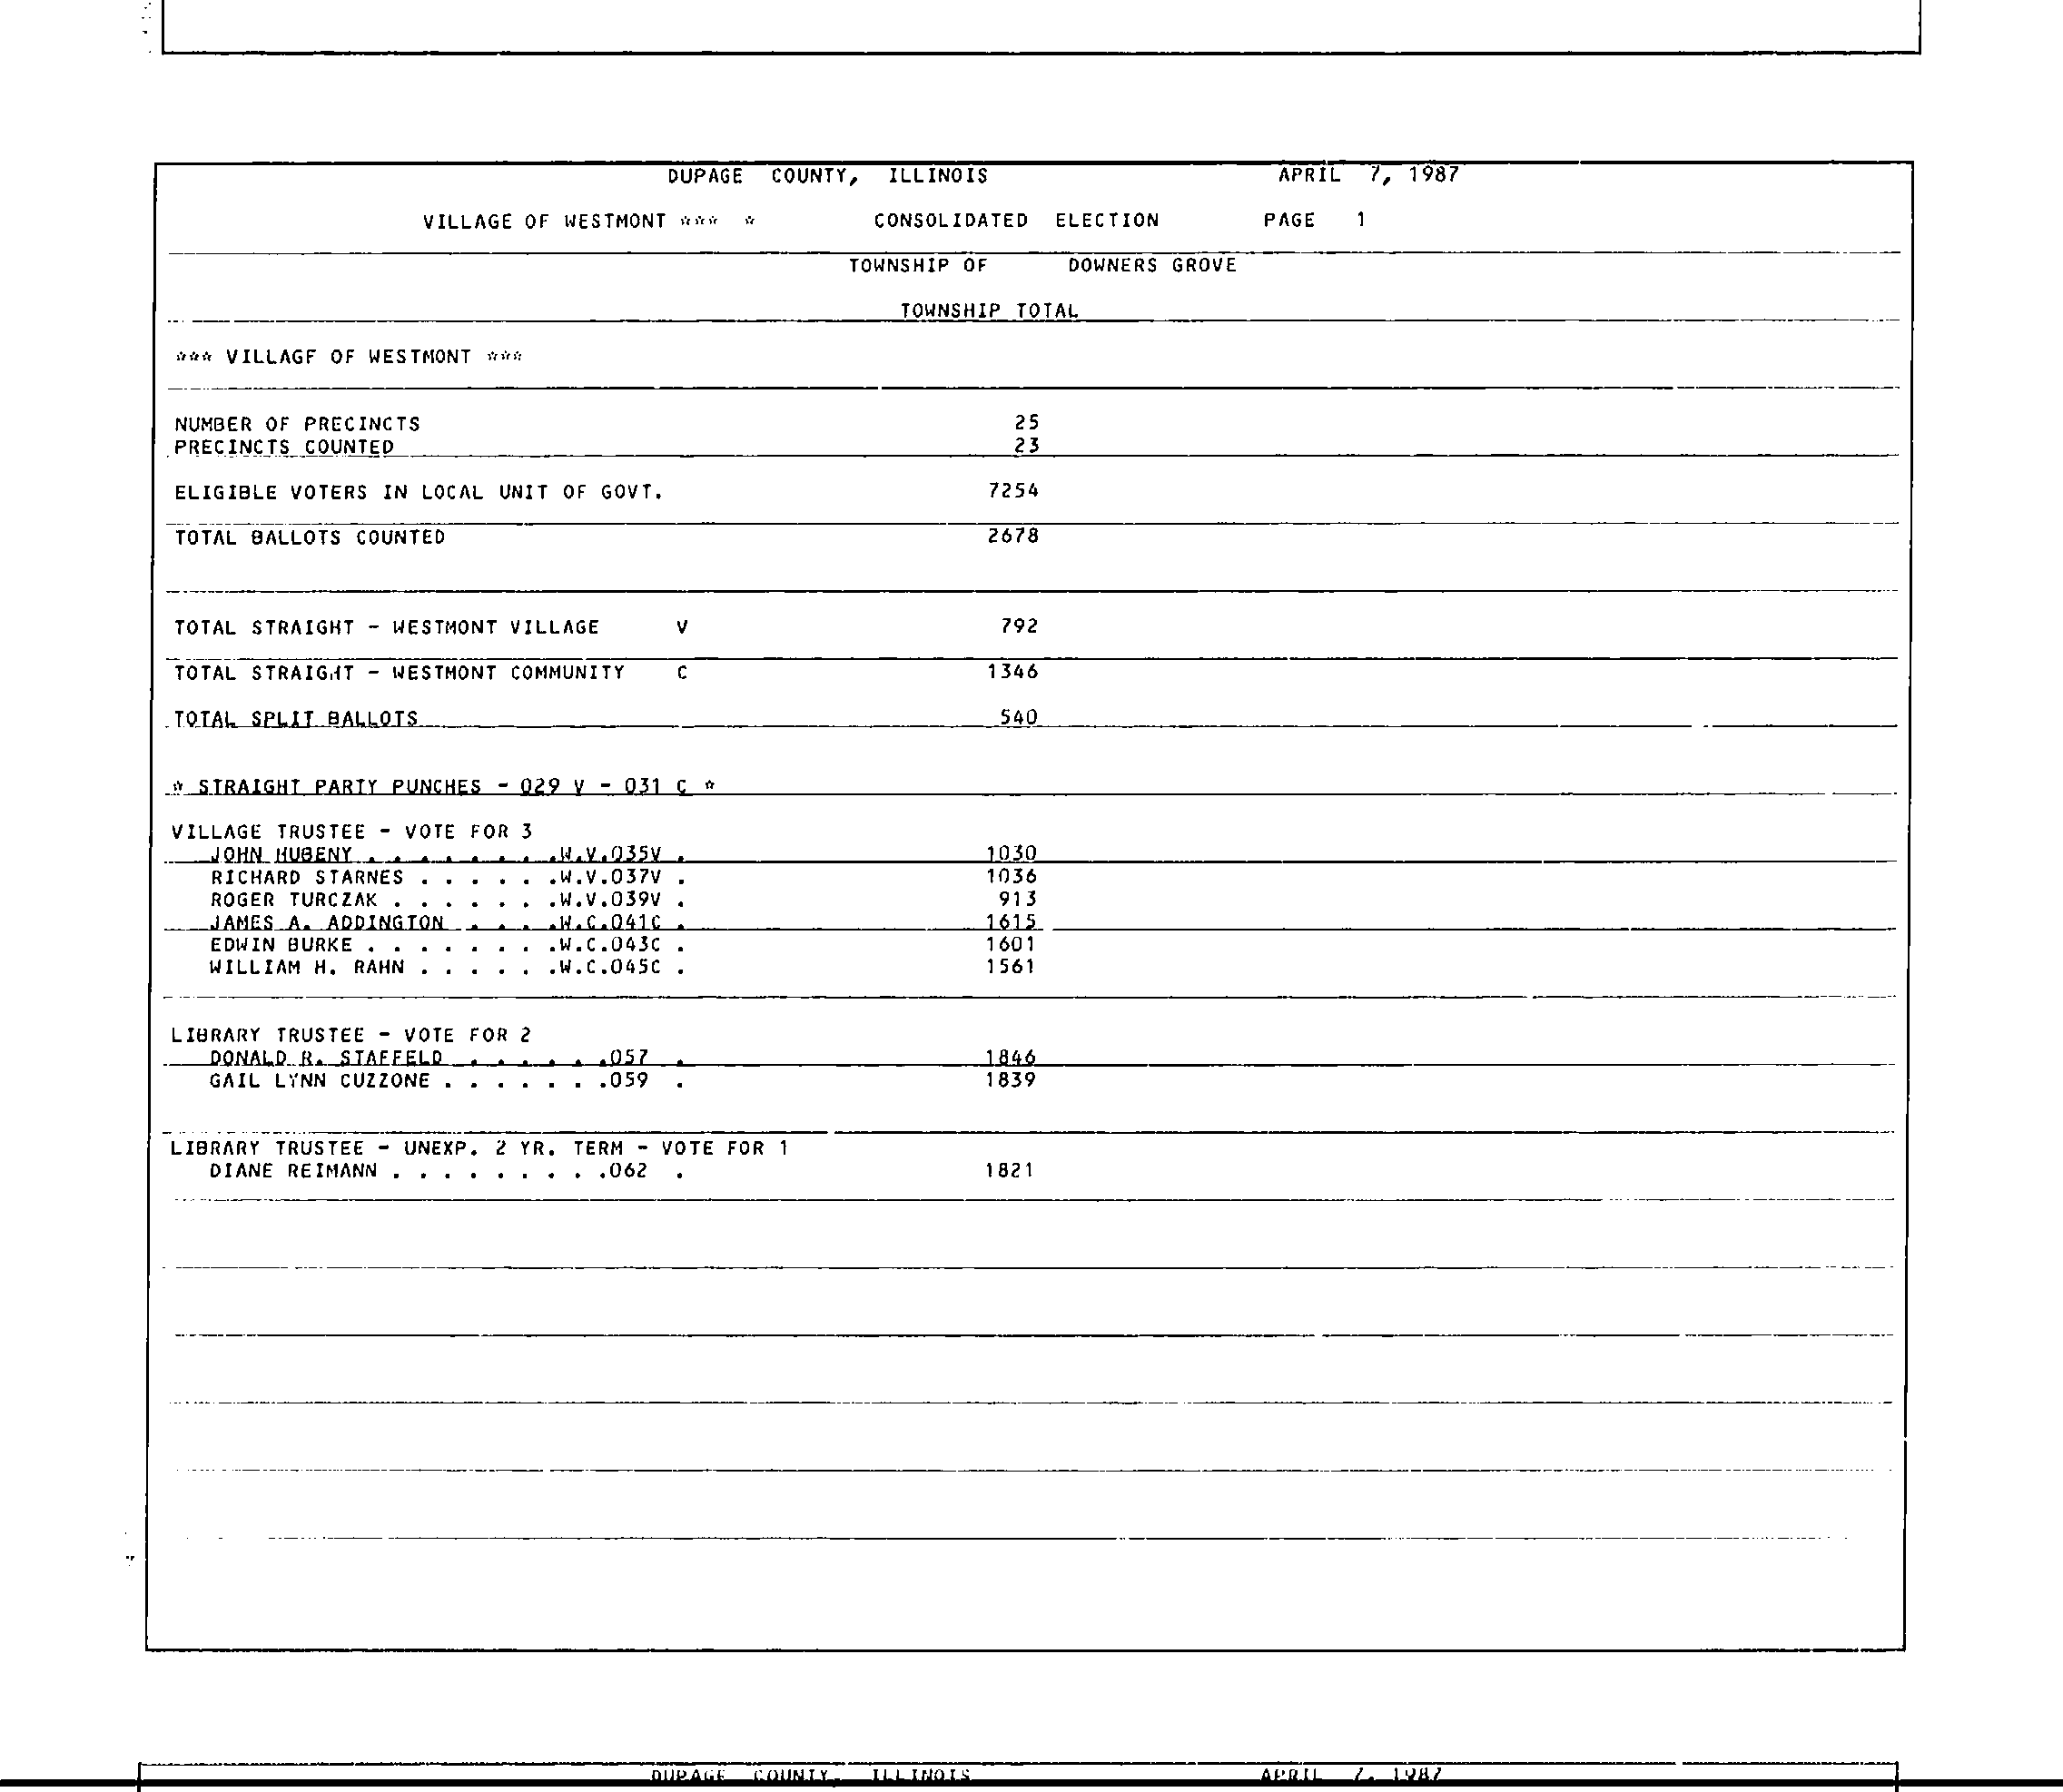 DUPAGE COUNTY, ILLINOIS APRIL 7, 1987
VILLAGE OF WESTMONT *** * CONSOLIDATED ELECTION PAGE 1
TOWNSHIP OF DOWNERS GROVE
TOWNSHIP TOTAL
*** VILLAGF OF WESTMONT ***
NUMBER OF PRECINCTS 25
PRECINCTS COUNTED 23
ELIGIBLE VOTERS IN LOCAL UNIT OF GOVT. 7254
TOTAL BALLOTS COUNTED 2678
TOTAL STRAIGHT - WESTMONT VILLAGE V 792
TOTAL STRAIGHT - WESTMONT COMMUNITY C 1346
TOTAL SPLIT BALLOTS 540
* STRAIGHT PARTY PUNCHES - 029 V - 031 C *
VILLAGE TRUSTEE - VOTE FOR 3
JOHN HUBENY . . . . . . . .W.V.035V . 1030
RICHARD STARNES . . . . . .W.V.037V . 1036
ROGER TURCZAK . . . . . . .W.V.039V . 913
JAMES A. ADDINGTON . . . .W.C.041C . 1615
EDWIN BURKE . . . . . . . .W.C.043C . 1601
WILLIAM H. RAHN . . . . . .W.C.045C . 1561
LIBRARY TRUSTEE - VOTE FOR 2
DONALD R. STAFFELD . . . . . .057 . 1846
GAIL LYNN CUZZONE . . . . . . .059 . 1839
LIBRARY TRUSTEE - UNEXP. 2 YR. TERM - VOTE FOR 1
DIANE REIMANN . . . . . . . . .062 . 1821
DUPAGE COUNTY, ILLINOIS APRIL 7, 1987